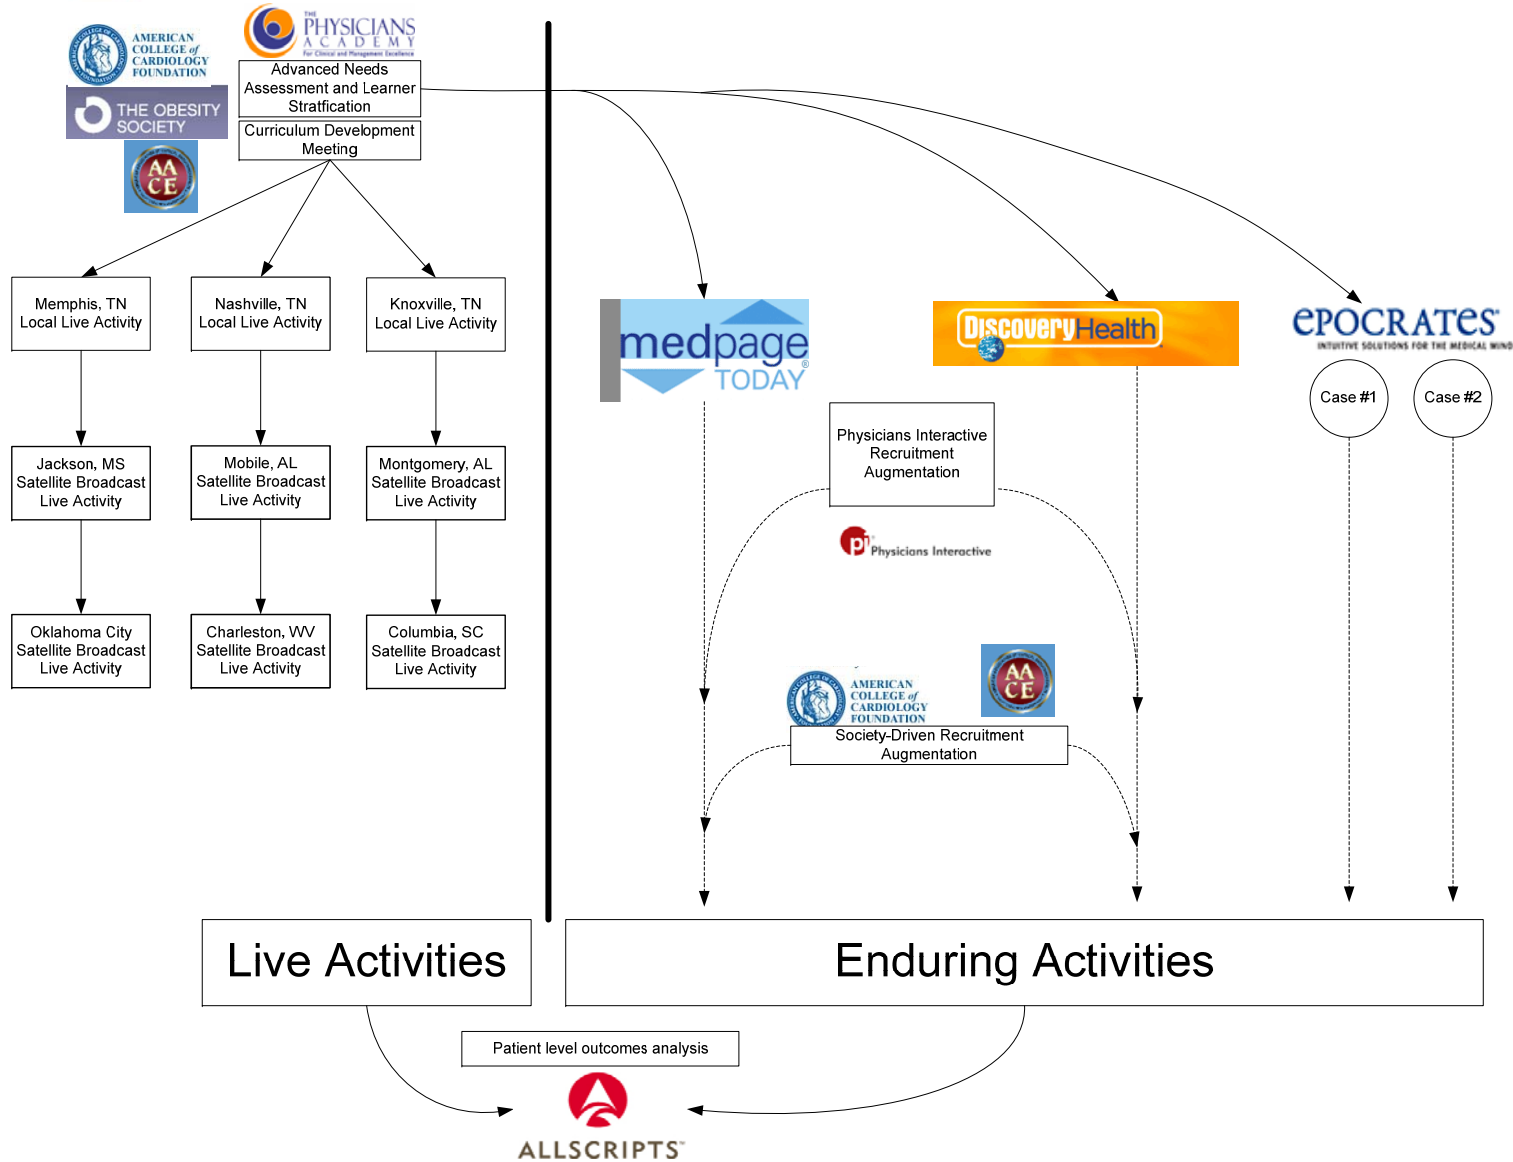 AMERICAN
COLLEGE of
CARDIOLOGY
FOUNDATION
THE
PHYSICIANS
ACADEMY
For Clinical and Management Excellence
THE OBESITY
SOCIETY
AA
CE
Advanced Needs
Assessment and Learner
Stratfication
Curriculum Development
Meeting
Memphis, TN
Local Live Activity
Nashville, TN
Local Live Activity
Knoxville, TN
Local Live Activity
Jackson, MS
Satellite Broadcast
Live Activity
Mobile, AL
Satellite Broadcast
Live Activity
Montgomery, AL
Satellite Broadcast
Live Activity
Oklahoma City
Satellite Broadcast
Live Activity
Charleston, WV
Satellite Broadcast
Live Activity
Columbia, SC
Satellite Broadcast
Live Activity
medpage®
TODAY
DiscoveryHealth
ePOCRATeS
INTUITIVE SOLUTIONS FOR THE MEDICAL MIND
Case #1
Case #2
Physicians Interactive
Recruitment
Augmentation
pi Physicians Interactive
AMERICAN
COLLEGE of
CARDIOLOGY
FOUNDATION
AA
CE
Society-Driven Recruitment
Augmentation
Live Activities
Enduring Activities
Patient level outcomes analysis
ALLSCRIPTS™